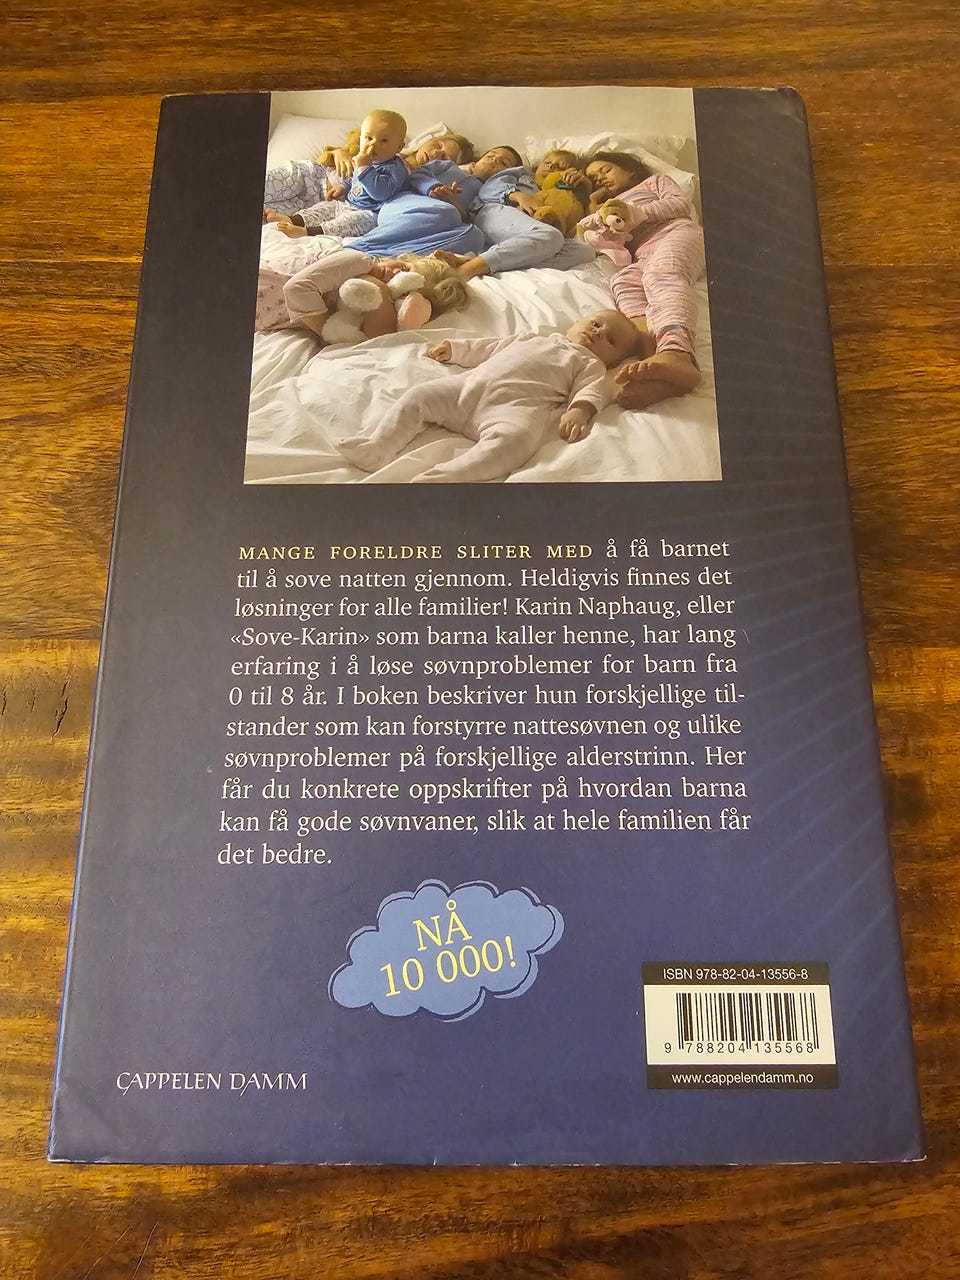 MANGE FORELDRE SLITER MED å få barnet
til å sove natten gjennom. Heldigvis finnes det
løsninger for alle familier! Karin Naphaug, eller
«Sove-Karin» som barna kaller henne, har lang
erfaring i å løse søvnproblemer for barn fra
0 til 8 år. I boken beskriver hun forskjellige til-
stander som kan forstyrre nattesøvnen og ulike
søvnproblemer på forskjellige alderstrinn. Her
får du konkrete oppskrifter på hvordan barna
kan få gode søvnvaner, slik at hele familien får
det bedre.
NÅ
10 000!
ISBN 978-82-04-13556-8
9 788204 135568
www.cappelendamm.no
CAPPELEN DAMM